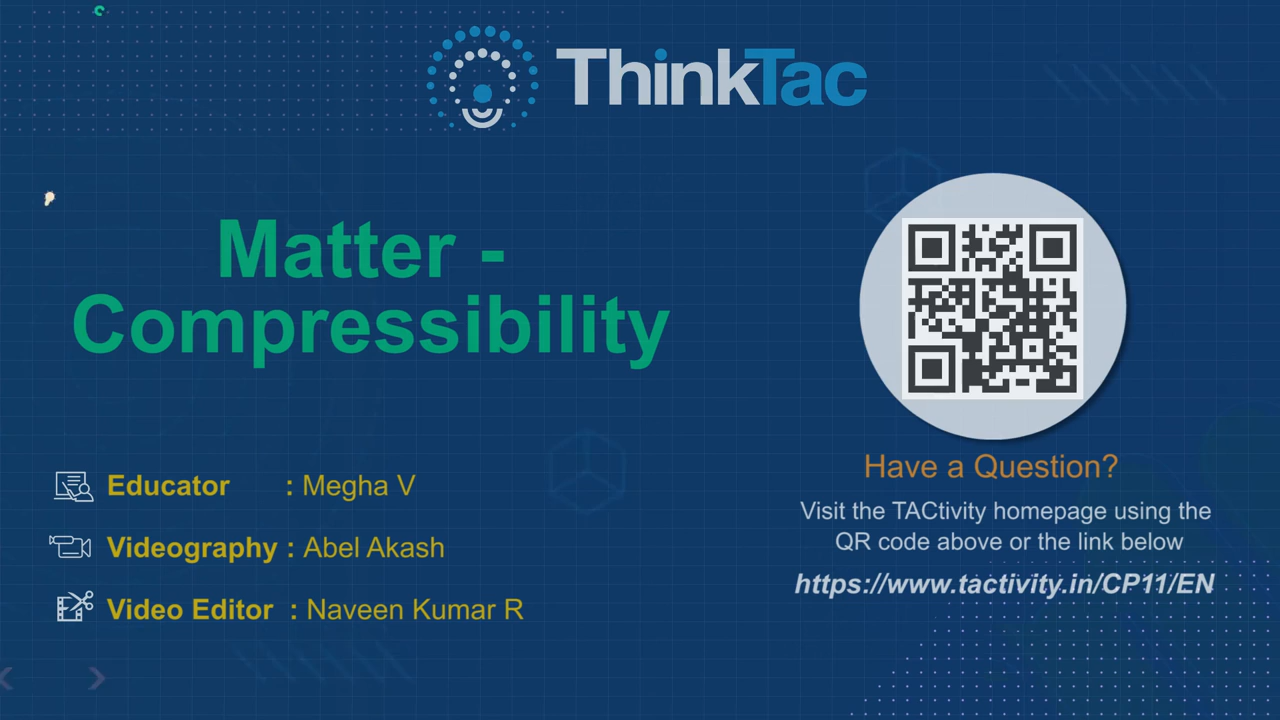 ThinkTac
Matter -
Compressibility
Educator : Megha V
Videography : Abel Akash
Video Editor : Naveen Kumar R
Have a Question?
Visit the TACtivity homepage using the
QR code above or the link below
https://www.tactivity.in/CP11/EN